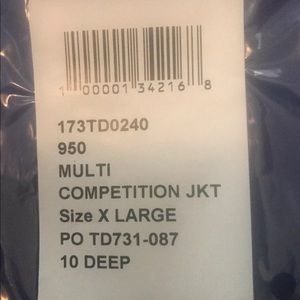 1 00001 34216 8
173TD0240
950
MULTI
COMPETITION JKT
Size X LARGE
PO TD731-087
10 DEEP